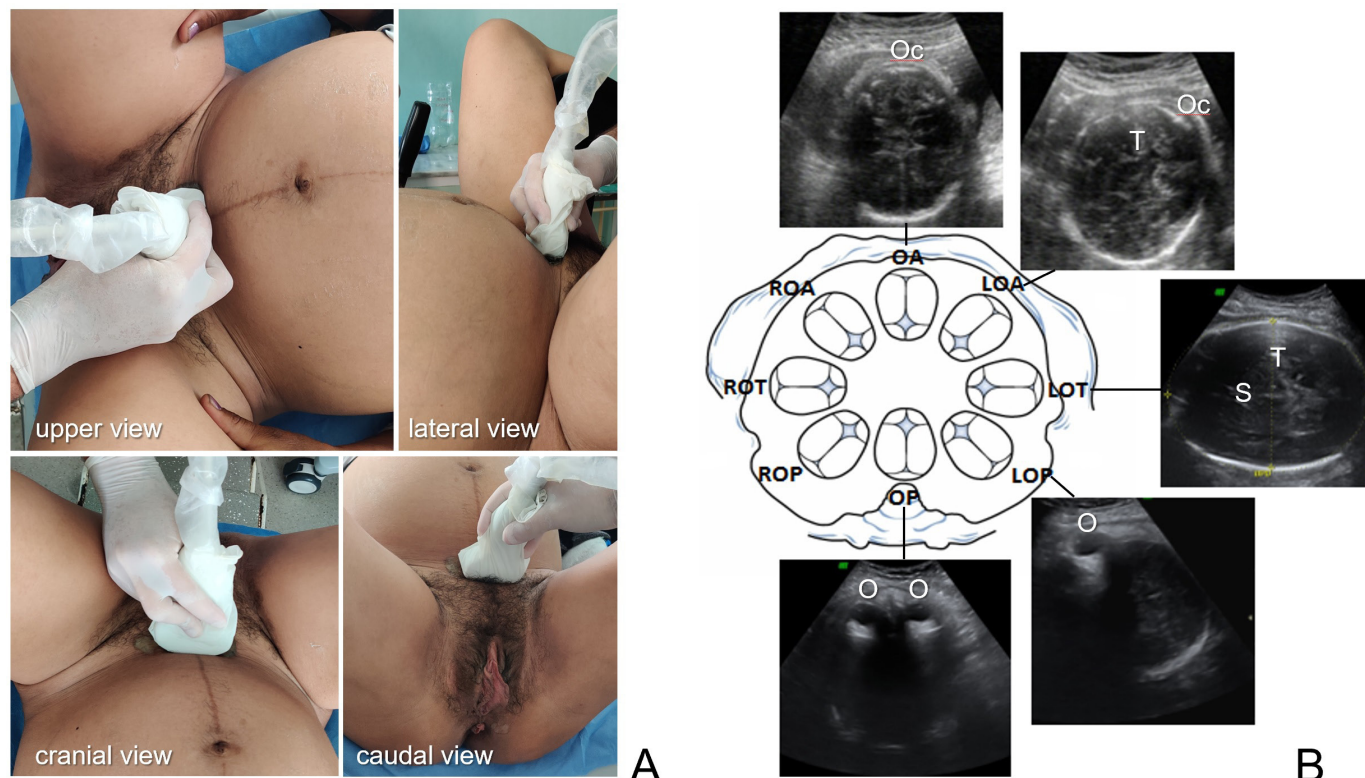 upper view
lateral view
cranial view
caudal view
A
Oc
Oc
T
OA
ROA
LOA
ROT
LOT
T
S
ROP
LOP
OP
O
O
O
B